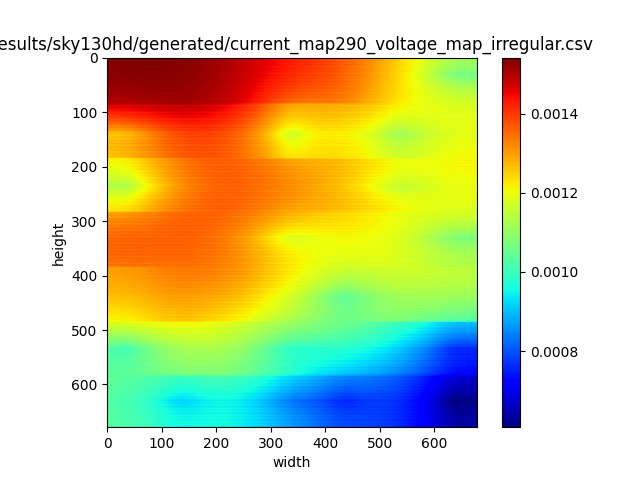 esults/sky130hd/generated/current_map290_voltage_map_irregular.csv
0
100
200
300
400
500
600
height
0 100 200 300 400 500 600
width
0.0014
0.0012
0.0010
0.0008